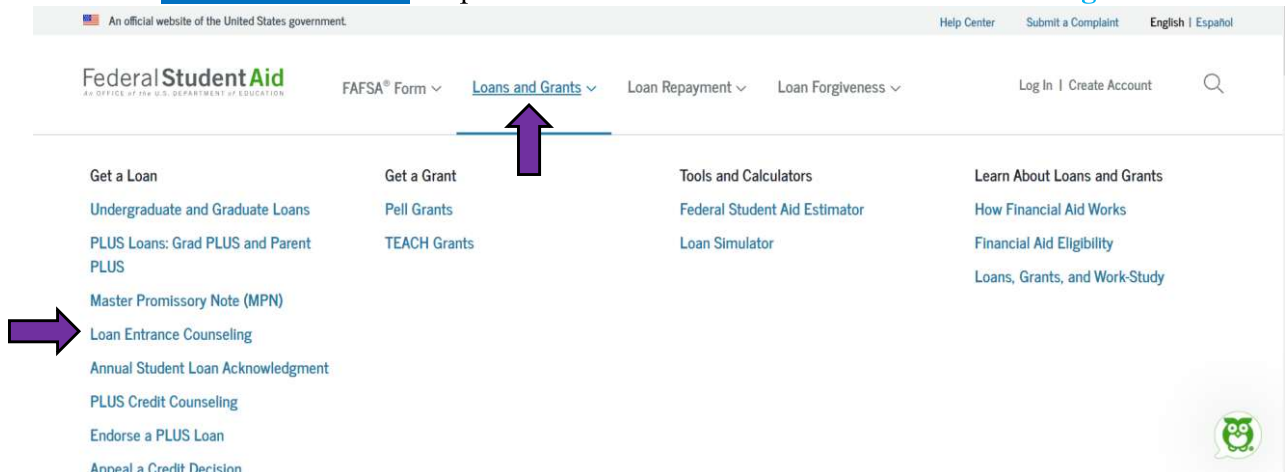 An official website of the United States government.
Help Center Submit a Complaint English | Español
Federal Student Aid
An OFFICE of the U.S. DEPARTMENT of EDUCATION
FAFSA® Form Loans and Grants Loan Repayment Loan Forgiveness
Log In | Create Account
Get a Loan
Undergraduate and Graduate Loans
PLUS Loans: Grad PLUS and Parent
PLUS
Master Promissory Note (MPN)
Loan Entrance Counseling
Annual Student Loan Acknowledgment
PLUS Credit Counseling
Endorse a PLUS Loan
Appeal a Credit Decision
Get a Grant
Pell Grants
TEACH Grants
Tools and Calculators
Federal Student Aid Estimator
Loan Simulator
Learn About Loans and Grants
How Financial Aid Works
Financial Aid Eligibility
Loans, Grants, and Work-Study